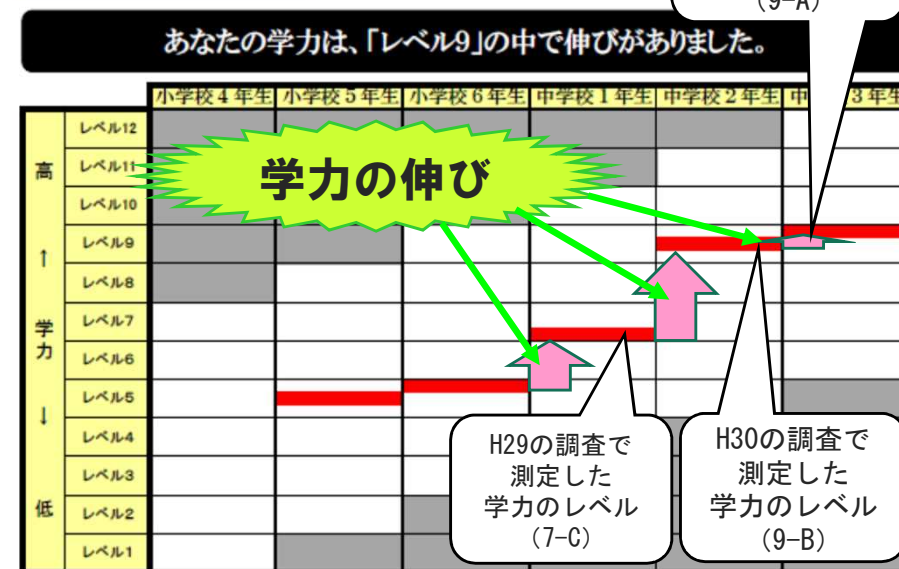 (9-A)
あなたの学力は、「レベル9」の中で伸びがありました。
小学校4年生 小学校5年生 小学校6年生 中学校1年生 中学校2年生 中 3年生
高
↑
学力
↓
低
レベル12
レベル11
レベル10
レベル9
レベル8
レベル7
レベル6
レベル5
レベル4
レベル3
レベル2
レベル1
学力の伸び
H29の調査で
測定した
学力のレベル
(7-C)
H30の調査で
測定した
学力のレベル
(9-B)